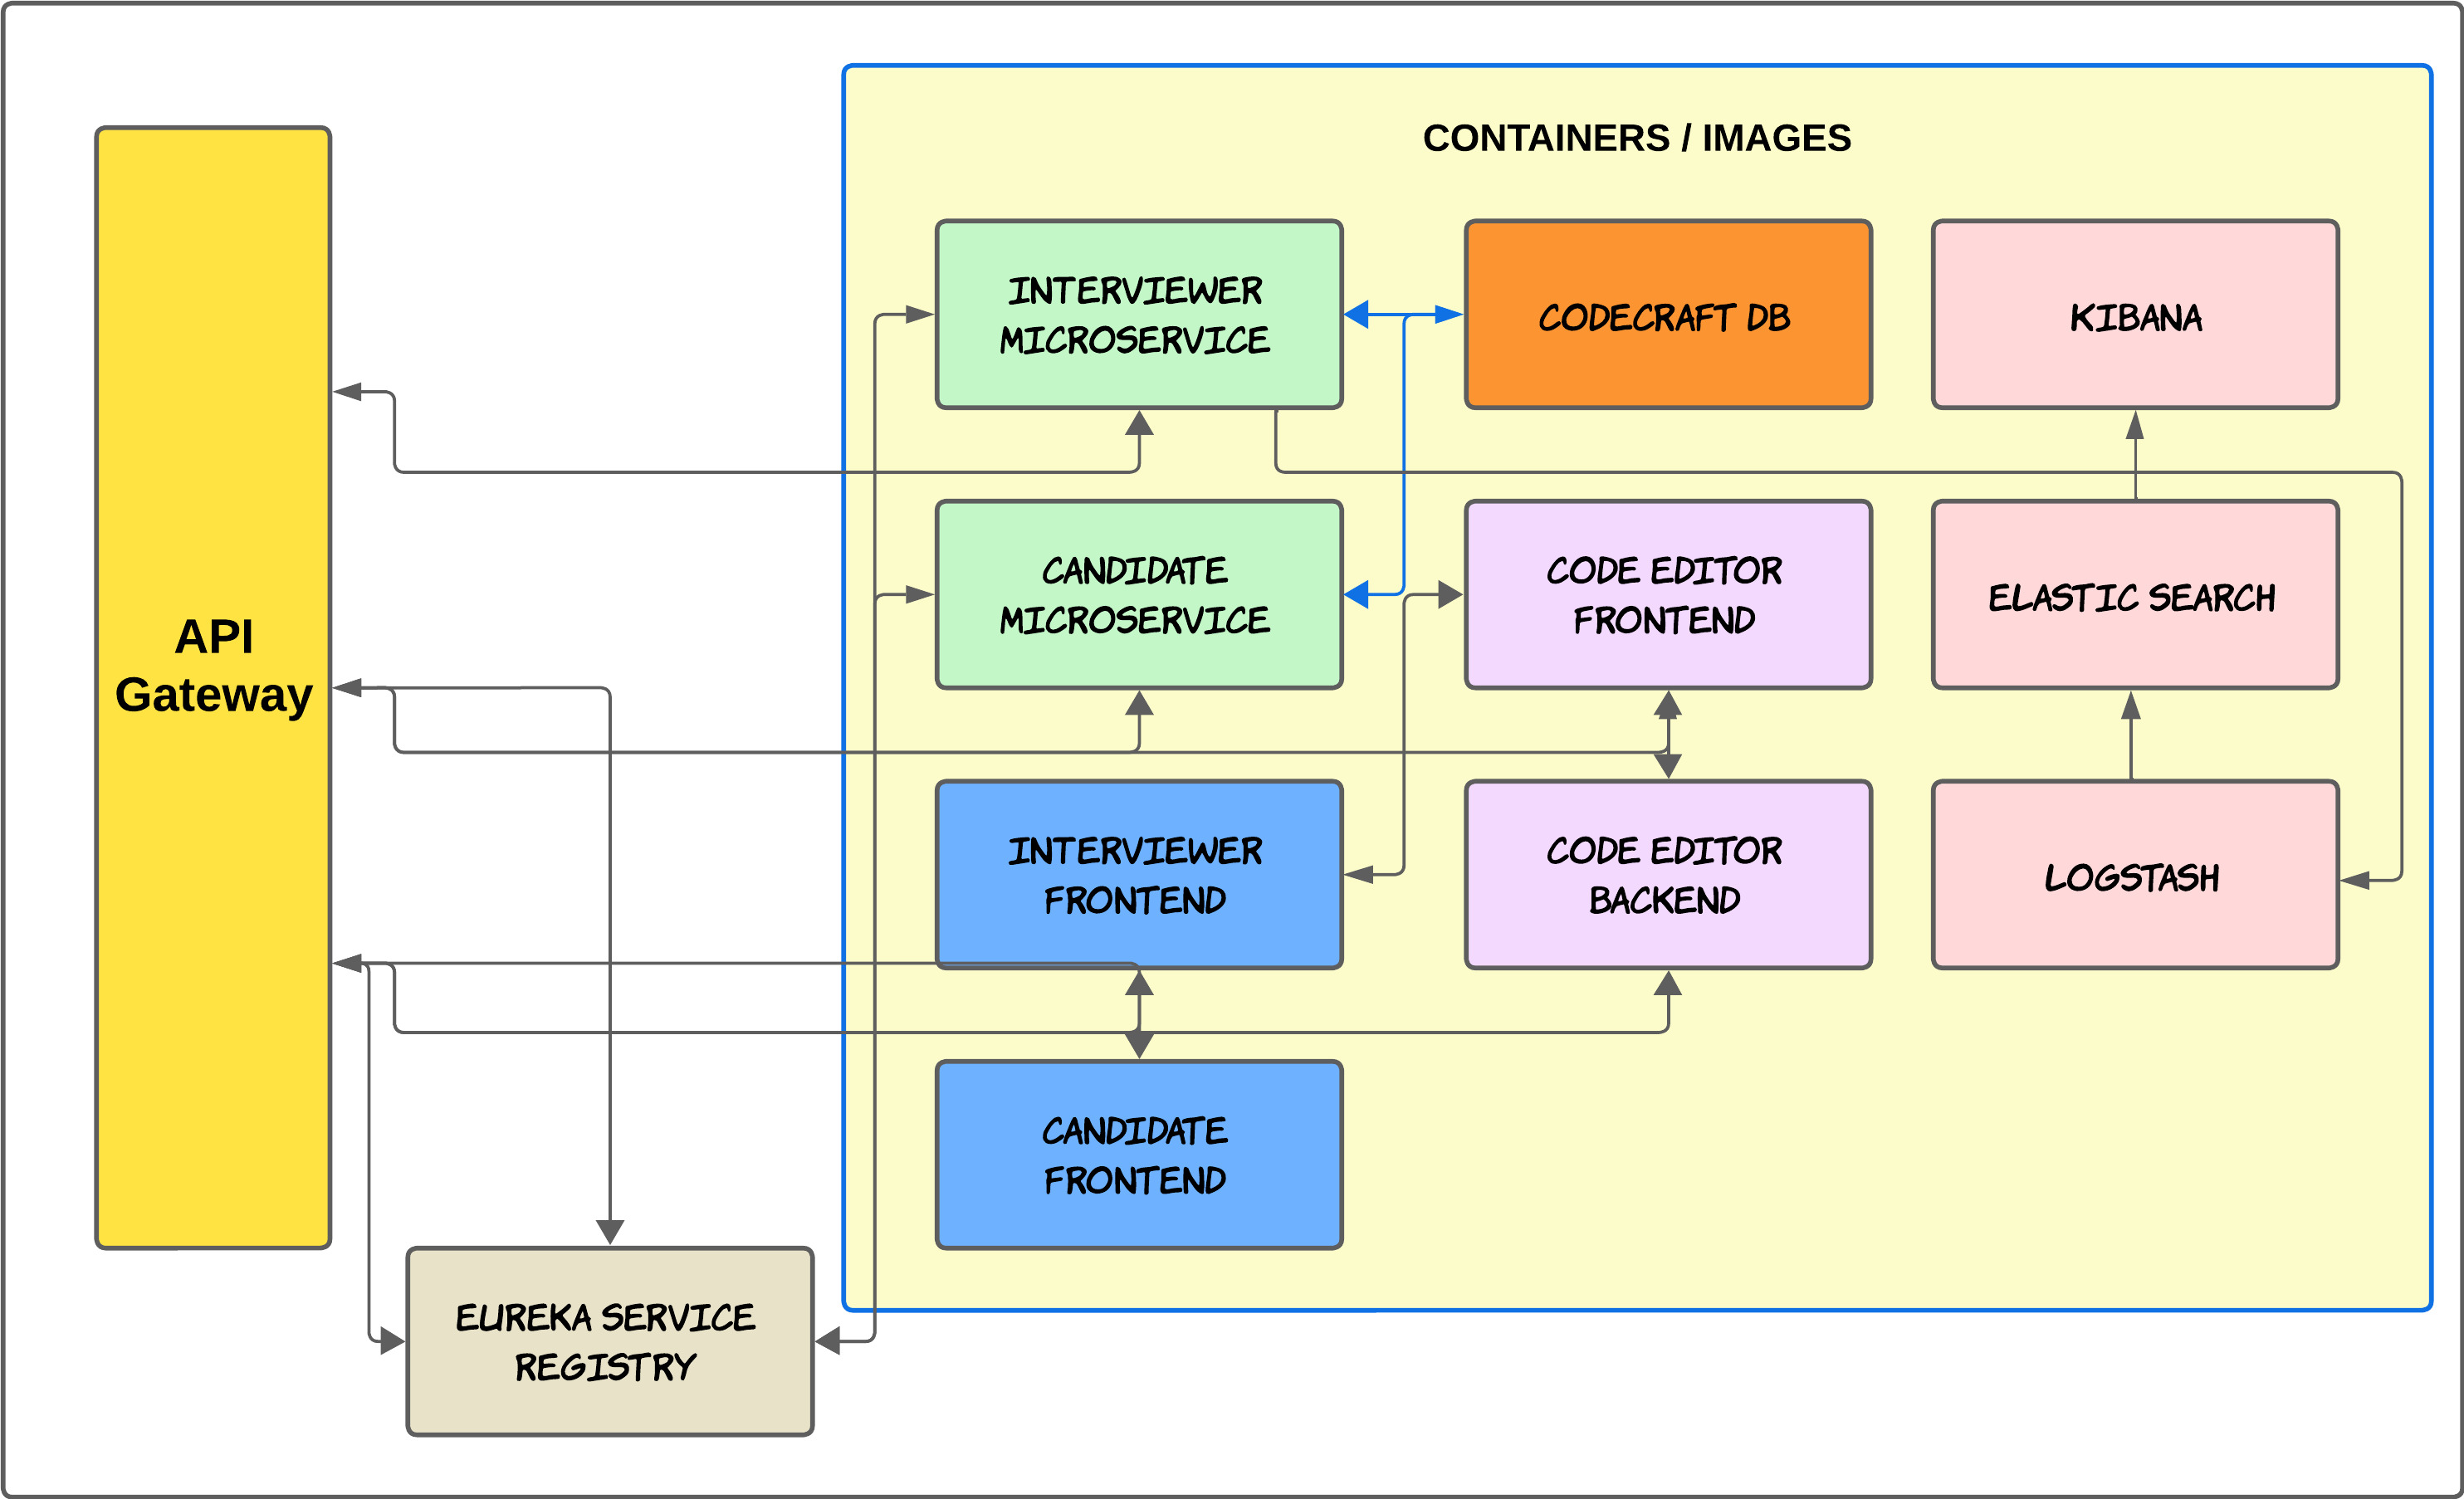 CONTAINERS / IMAGES
API
Gateway
INTERVIEWER
MICROSERVICE
CODECRAFT DB
KIBANA
CANDIDATE
MICROSERVICE
CODE EDITOR
FRONTEND
ELASTIC SEARCH
INTERVIEWER
FRONTEND
CODE EDITOR
BACKEND
LOGSTASH
CANDIDATE
FRONTEND
EUREKA SERVICE
REGISTRY